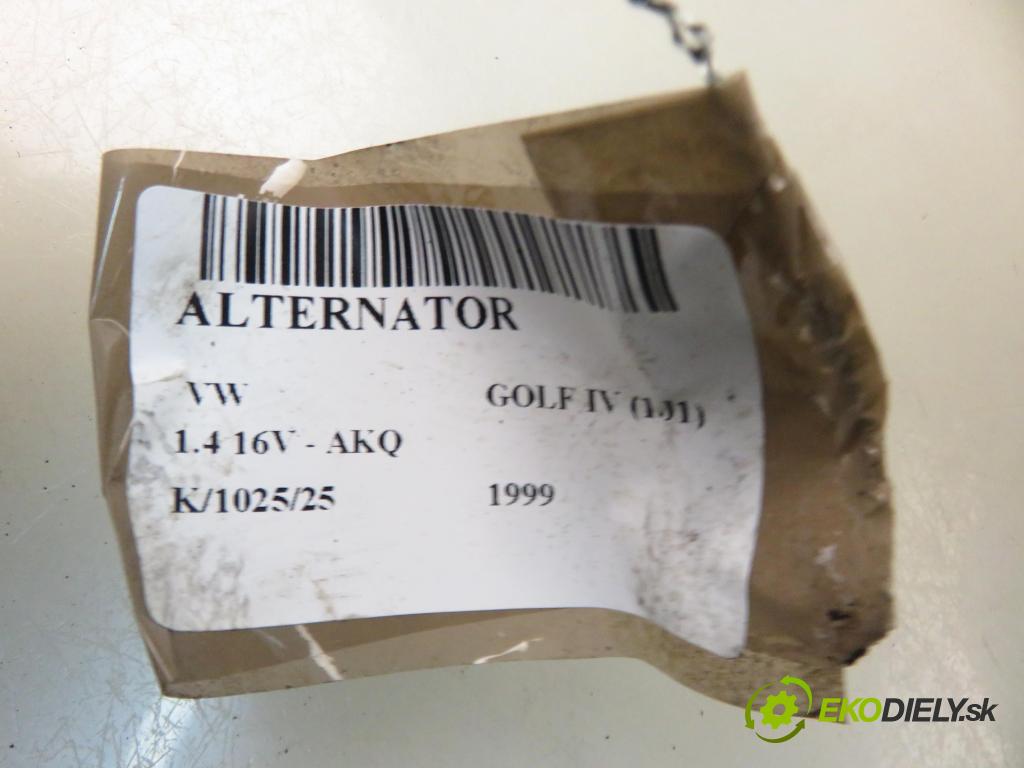 ALTERNATOR
VW GOLF IV (1J1)
1.4 16V - AKQ
K/1025/25 1999
EKODIELY.sk